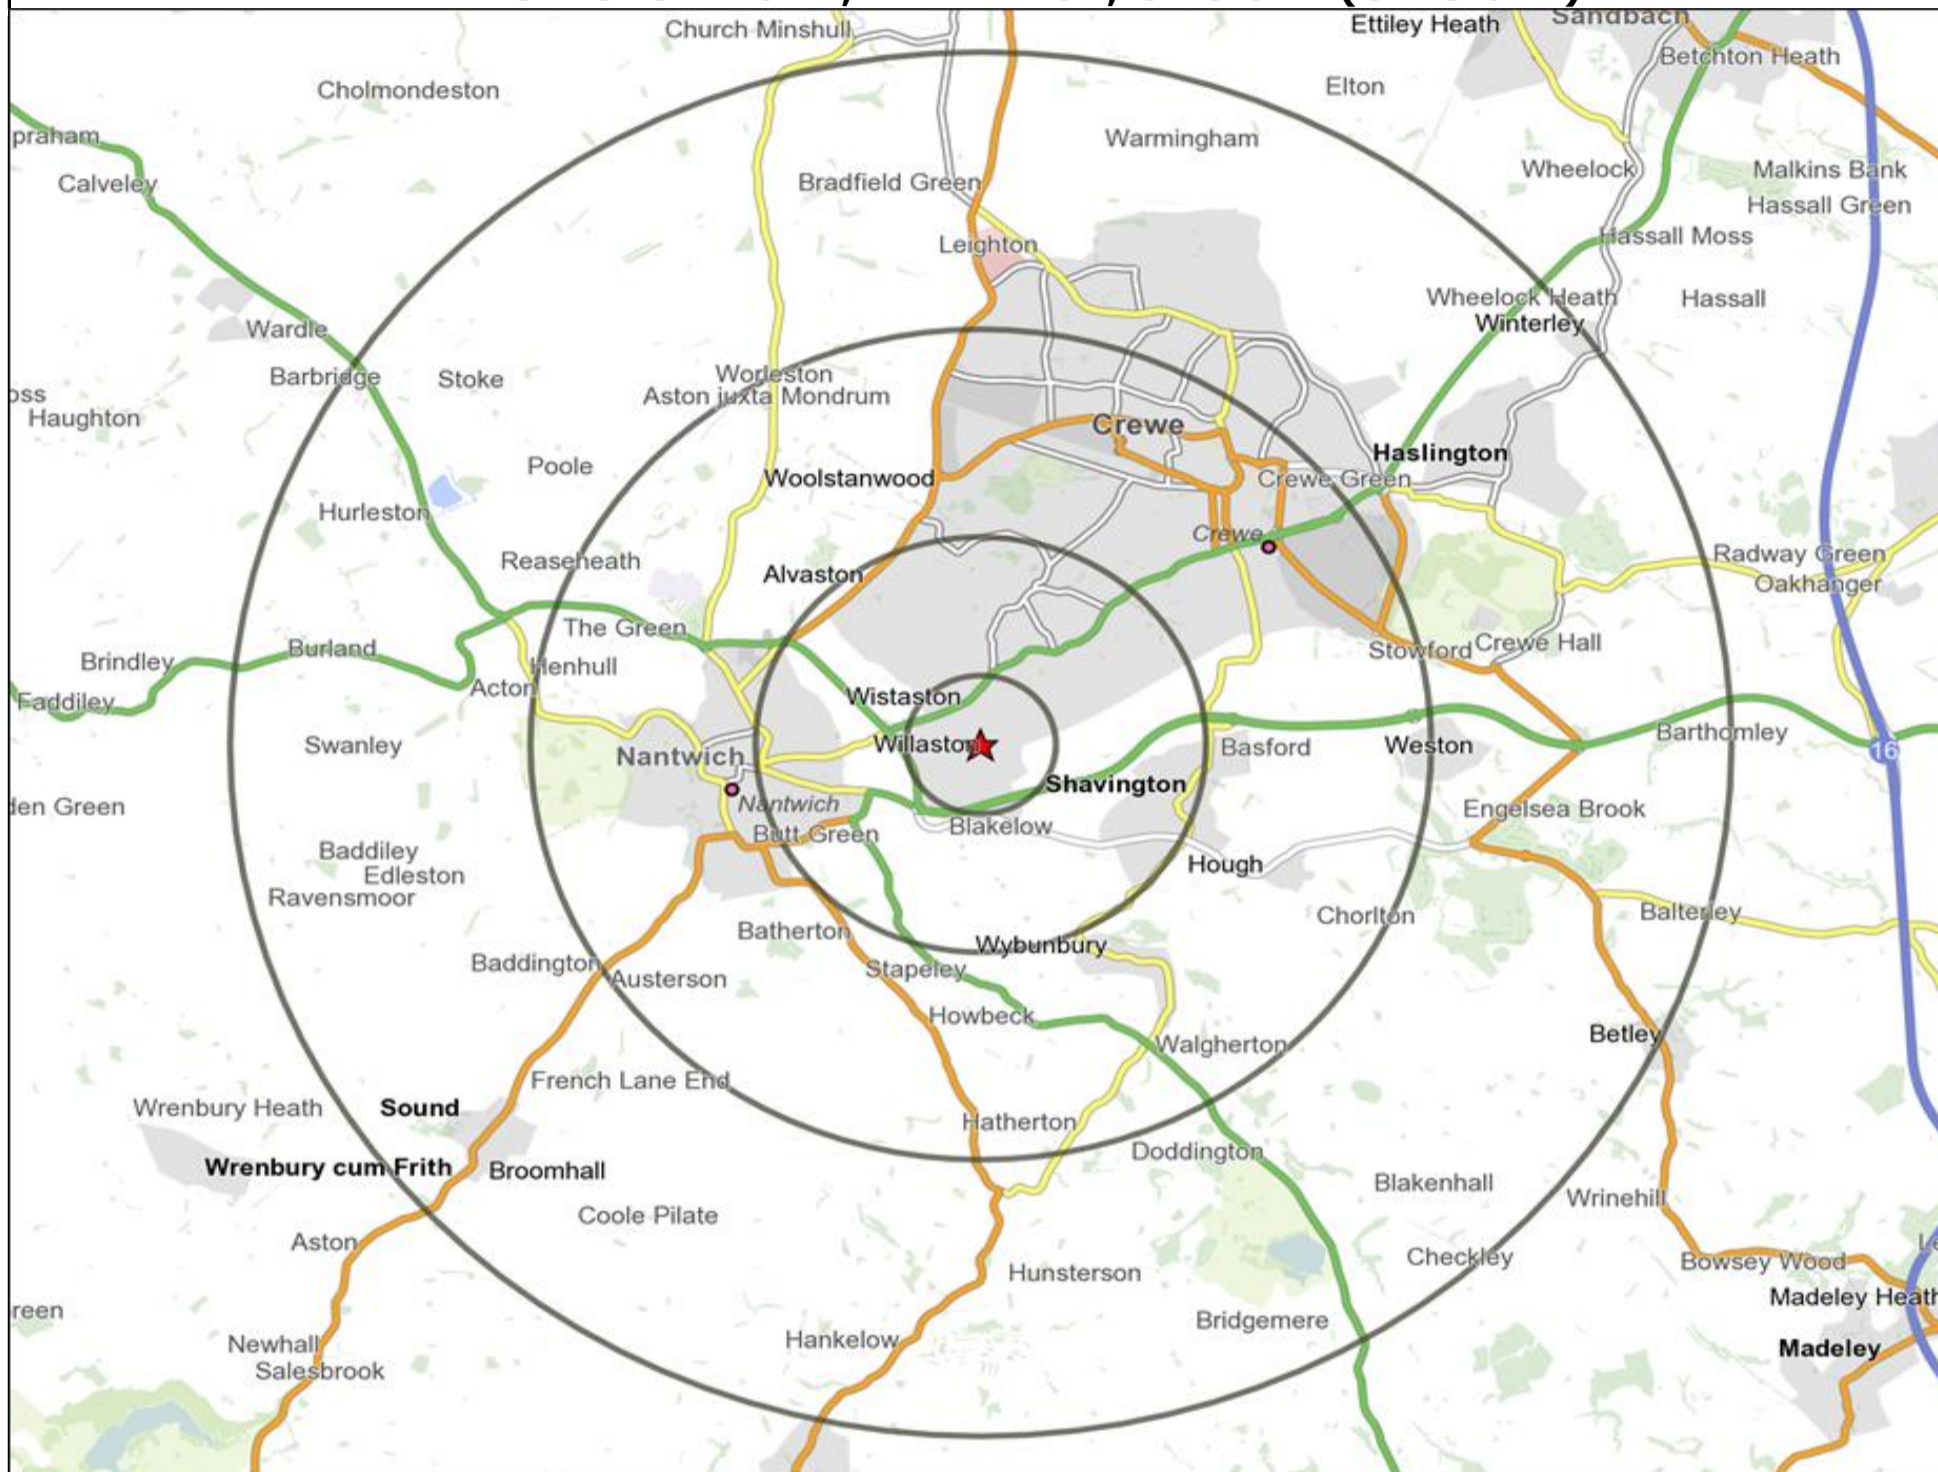 Church Minshull
Ettiley Heath
Sandbach
Betchton Heath
Cholmondeston
Elton
praham
Warmingham
Calveley
Bradfield Green
Wheelock
Malkins Bank
Hassall Green
Leighton
Hassall Moss
Wheelock Heath
Hassall
Winterley
Wardle
Barbridge
Stoke
Worleston
Aston juxta Mondrum
oss
Haughton
Crewe
Haslington
Poole
Woolstanwood
Crewe Green
Hurleston
Crewe
Reaseheath
Alvaston
Radway Green
Oakhanger
The Green
Burland
Brindley
Henhull
Stowford
Crewe Hall
Acton
Faddiley
Wistaston
Swanley
Nantwich
Willaston
Basford
Weston
Barthomley
16
Shavington
den Green
Nantwich
Butt Green
Blakelow
Engelsea Brook
Baddiley
Edleston
Ravensmoor
Hough
Chorlton
Balterley
Batherton
Wybunbury
Baddington
Austerson
Stapeley
Howbeck
Walgherton
Betley
French Lane End
Wrenbury Heath
Sound
Hatherton
Doddington
Wrenbury cum Frith
Broomhall
Blakenhall
Wrinehill
Coole Pilate
Aston
Checkley
Bowsey Wood
Hunsterson
Madeley Heath
reen
Bridgemere
Newhall
Hankelow
Madeley
Salesbrook